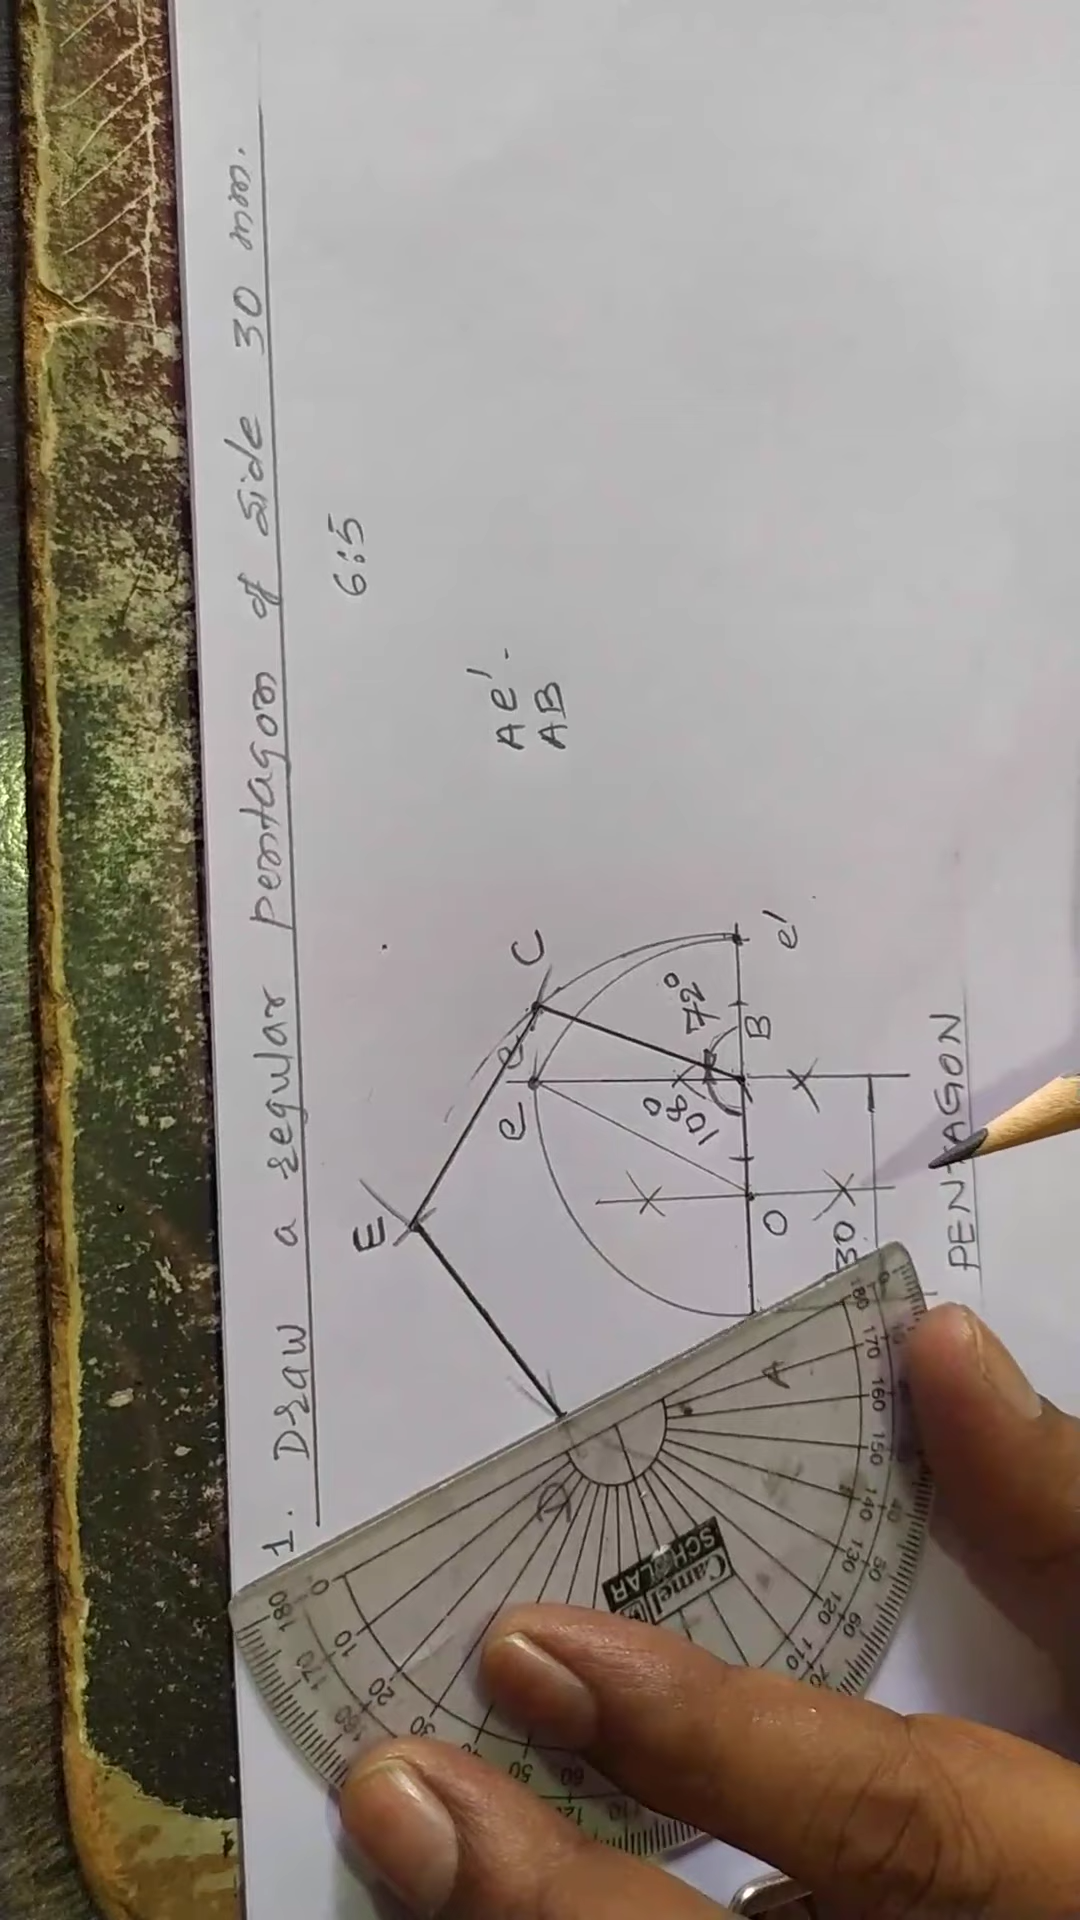 1. Draw a regular pentagon of side 30 mm.
6:5
Ae'.
AB
E
C
e
e
72°
108°
B
e'
O
D
A
30
PENTAGON
Camel
SCHOLAR